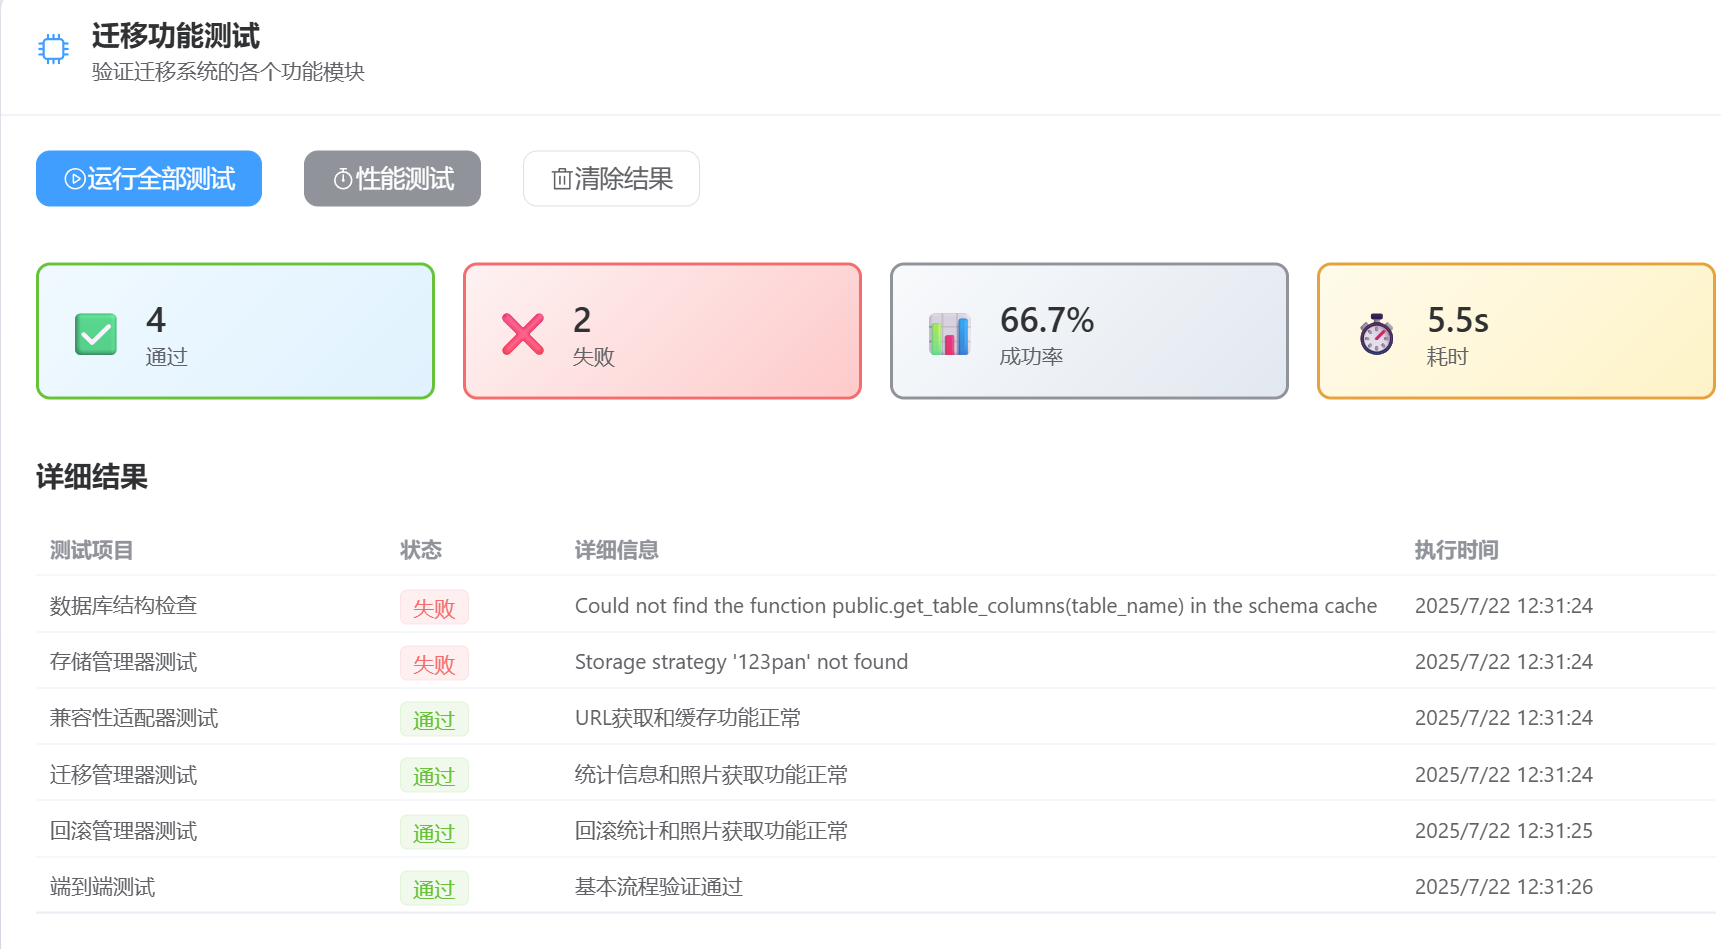 迁移功能测试
验证迁移系统的各个功能模块
运行全部测试 性能测试 清除结果
4
通过
2
失败
66.7%
成功率
5.5s
耗时
详细结果
测试项目 状态 详细信息 执行时间
数据库结构检查 失败 Could not find the function public.get_table_columns(table_name) in the schema cache 2025/7/22 12:31:24
存储管理器测试 失败 Storage strategy '123pan' not found 2025/7/22 12:31:24
兼容性适配器测试 通过 URL获取和缓存功能正常 2025/7/22 12:31:24
迁移管理器测试 通过 统计信息和照片获取功能正常 2025/7/22 12:31:24
回滚管理器测试 通过 回滚统计和照片获取功能正常 2025/7/22 12:31:25
端到端测试 通过 基本流程验证通过 2025/7/22 12:31:26